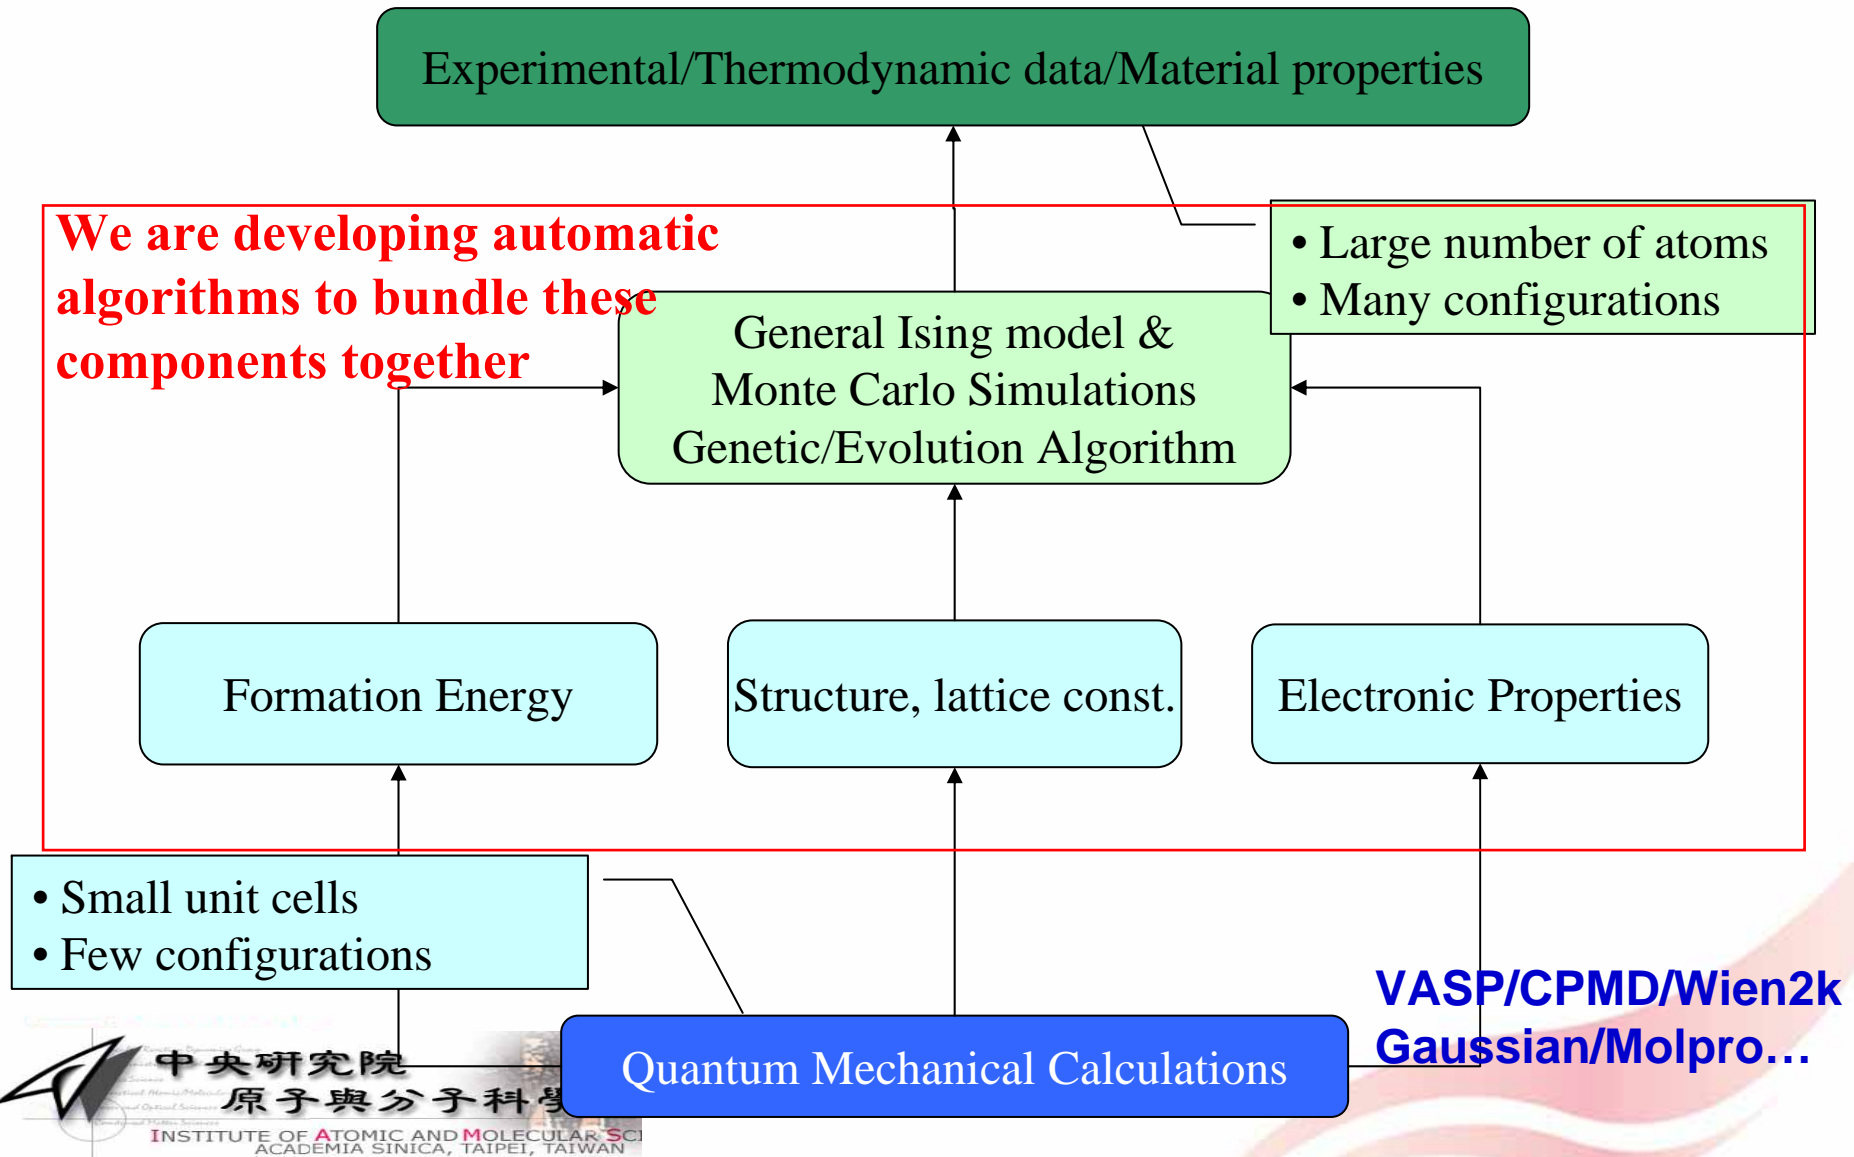 Experimental/Thermodynamic data/Material properties
We are developing automatic
algorithms to bundle these
components together
• Large number of atoms
• Many configurations
General Ising model &
Monte Carlo Simulations
Genetic/Evolution Algorithm
Formation Energy
Structure, lattice const.
Electronic Properties
• Small unit cells
• Few configurations
VASP/CPMD/Wien2k
Gaussian/Molpro…
Quantum Mechanical Calculations
中央研究院
原子與分子科學
INSTITUTE OF ATOMIC AND MOLECULAR SCI
ACADEMIA SINICA, TAIPEI, TAIWAN